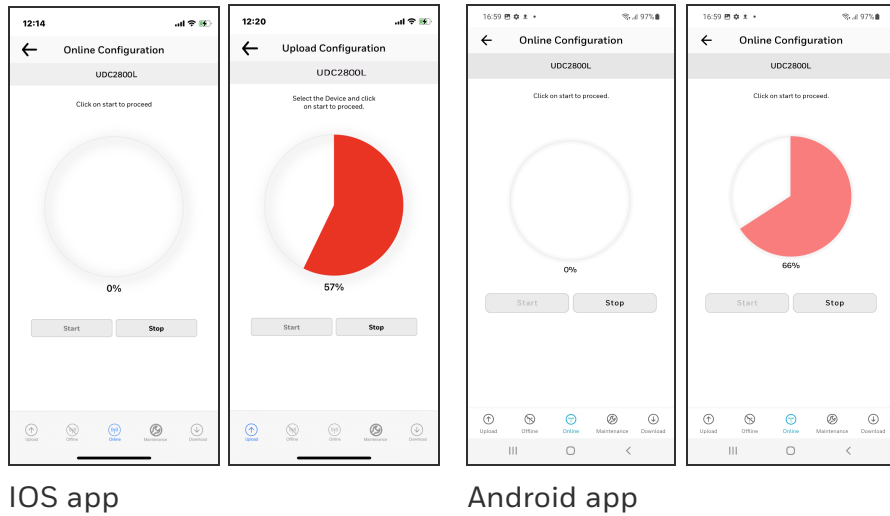 12:14
Online Configuration
UDC2800L
Click on start to proceed
0%
Start Stop
Upload Offline Online Maintenance Download
12:20
Upload Configuration
UDC2800L
Select the Device and click
on start to proceed.
57%
Start Stop
Upload Offline Online Maintenance Download
IOS app
16:59 97%
Online Configuration
UDC2800L
Click on start to proceed.
0%
Start Stop
Upload Offline Online Maintenance Download
16:59 97%
Online Configuration
UDC2800L
Click on start to proceed.
66%
Start Stop
Upload Offline Online Maintenance Download
Android app